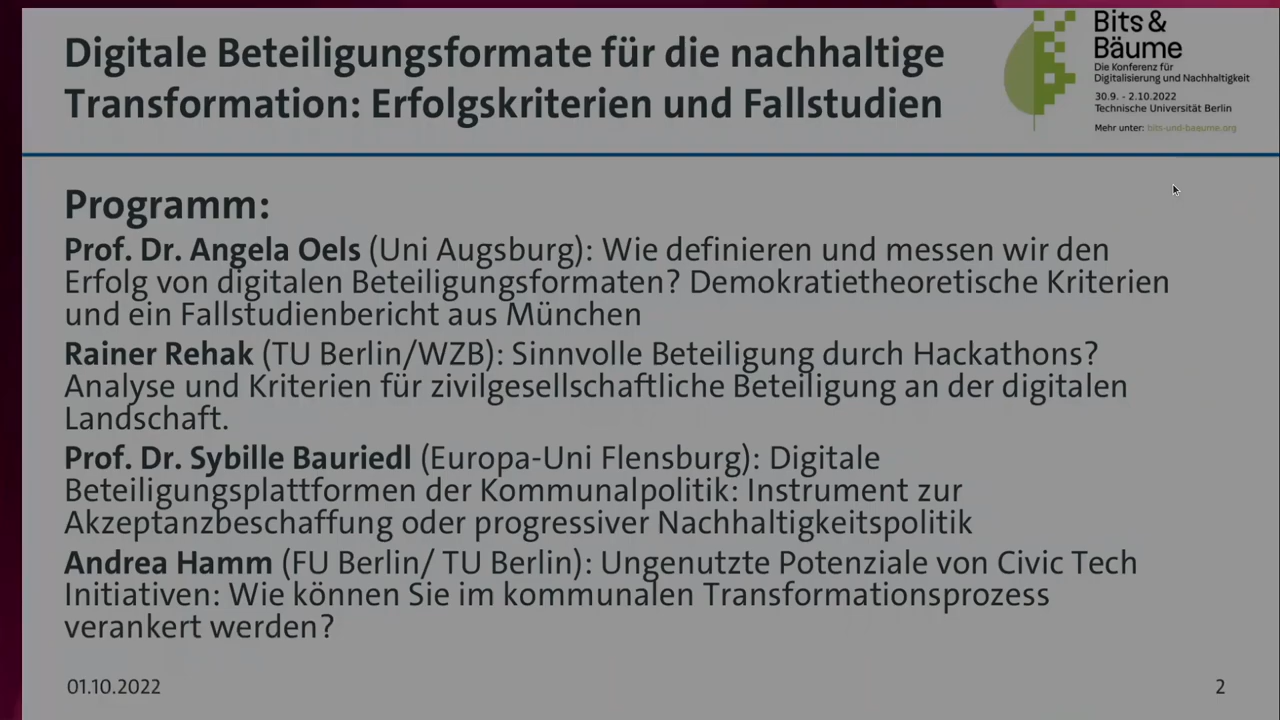 Digitale Beteiligungsformate für die nachhaltige
Transformation: Erfolgskriterien und Fallstudien
Bits &
Bäume
Die Konferenz für
Digitalisierung und Nachhaltigkeit
30.9. - 2.10.2022
Technische Universität Berlin
Mehr unter: bits-und-baeume.org
Programm:
Prof. Dr. Angela Oels (Uni Augsburg): Wie definieren und messen wir den
Erfolg von digitalen Beteiligungsformaten? Demokratietheoretische Kriterien
und ein Fallstudienbericht aus München
Rainer Rehak (TU Berlin/WZB): Sinnvolle Beteiligung durch Hackathons?
Analyse und Kriterien für zivilgesellschaftliche Beteiligung an der digitalen
Landschaft.
Prof. Dr. Sybille Bauriedl (Europa-Uni Flensburg): Digitale
Beteiligungsplattformen der Kommunalpolitik: Instrument zur
Akzeptanzbeschaffung oder progressiver Nachhaltigkeitspolitik
Andrea Hamm (FU Berlin/ TU Berlin): Ungenutzte Potenziale von Civic Tech
Initiativen: Wie können Sie im kommunalen Transformationsprozess
verankert werden?
01.10.2022
2